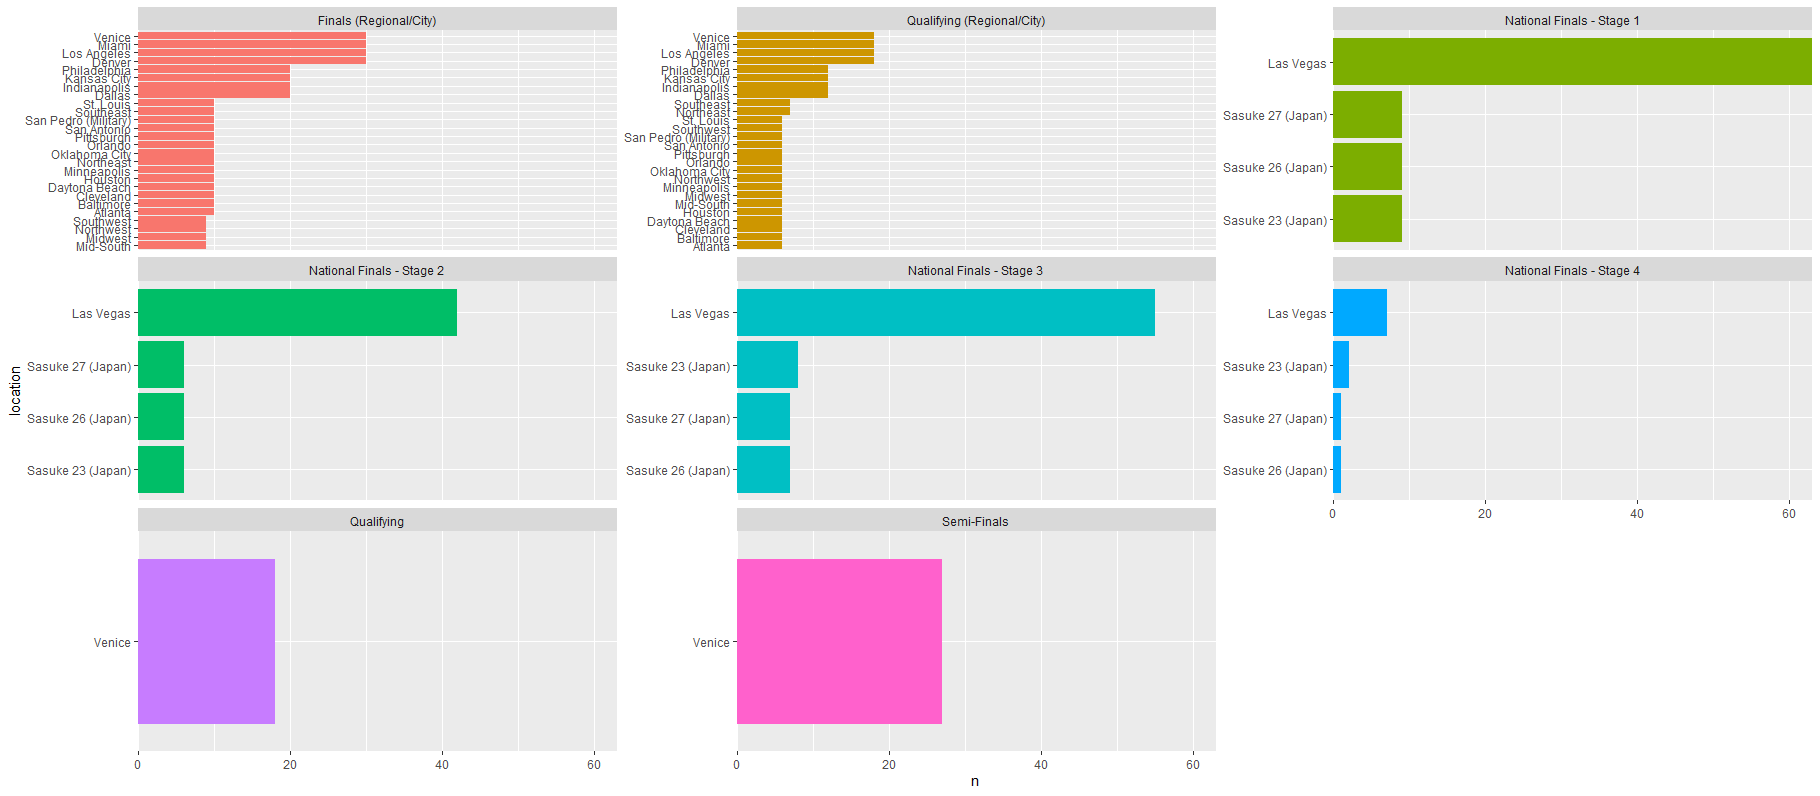 Finals (Regional/City)
Venice
Miami
Los Angeles
Denver
Philadelphia
Kansas City
Indianapolis
Dallas
St. Louis
Southeast
San Pedro (Military)
San Antonio
Pittsburgh
Orlando
Oklahoma City
Northeast
Minneapolis
Houston
Daytona Beach
Cleveland
Baltimore
Atlanta
Southwest
Northwest
Midwest
Mid-South
Qualifying (Regional/City)
Venice
Miami
Los Angeles
Denver
Philadelphia
Kansas City
Indianapolis
Dallas
Southeast
Northeast
St. Louis
Southwest
San Pedro (Military)
San Antonio
Pittsburgh
Orlando
Oklahoma City
Northwest
Minneapolis
Midwest
Mid-South
Houston
Daytona Beach
Cleveland
Baltimore
Atlanta
National Finals - Stage 1
Las Vegas
Sasuke 27 (Japan)
Sasuke 26 (Japan)
Sasuke 23 (Japan)
location
National Finals - Stage 2
Las Vegas
Sasuke 27 (Japan)
Sasuke 26 (Japan)
Sasuke 23 (Japan)
National Finals - Stage 3
Las Vegas
Sasuke 23 (Japan)
Sasuke 27 (Japan)
Sasuke 26 (Japan)
National Finals - Stage 4
Las Vegas
Sasuke 23 (Japan)
Sasuke 27 (Japan)
Sasuke 26 (Japan)
0 20 40 60
Qualifying
Venice
0 20 40 60
Semi-Finals
Venice
0 20 40 60
n